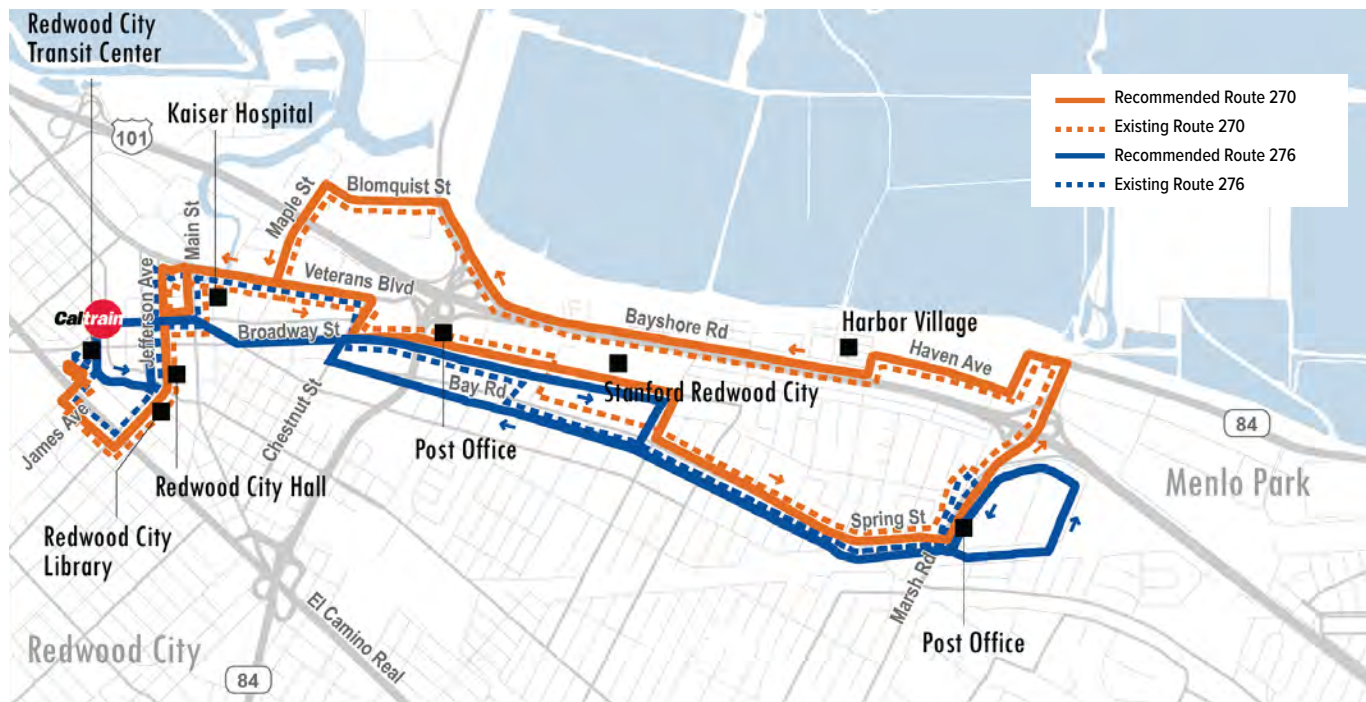 Redwood City
Transit Center
Kaiser Hospital
101
Recommended Route 270
Existing Route 270
Recommended Route 276
Existing Route 276
Main St
Maple St
Blomquist St
Jefferson Ave
Veterans Blvd
Caltrain
Broadway St
Bayshore Rd
Harbor Village
Haven Ave
Stanford Redwood City
Bay Rd
James Ave
Chestnut St
Post Office
84
Menlo Park
Redwood City Hall
Spring St
Redwood City
Library
Marsh Rd
El Camino Real
Post Office
Redwood City
84